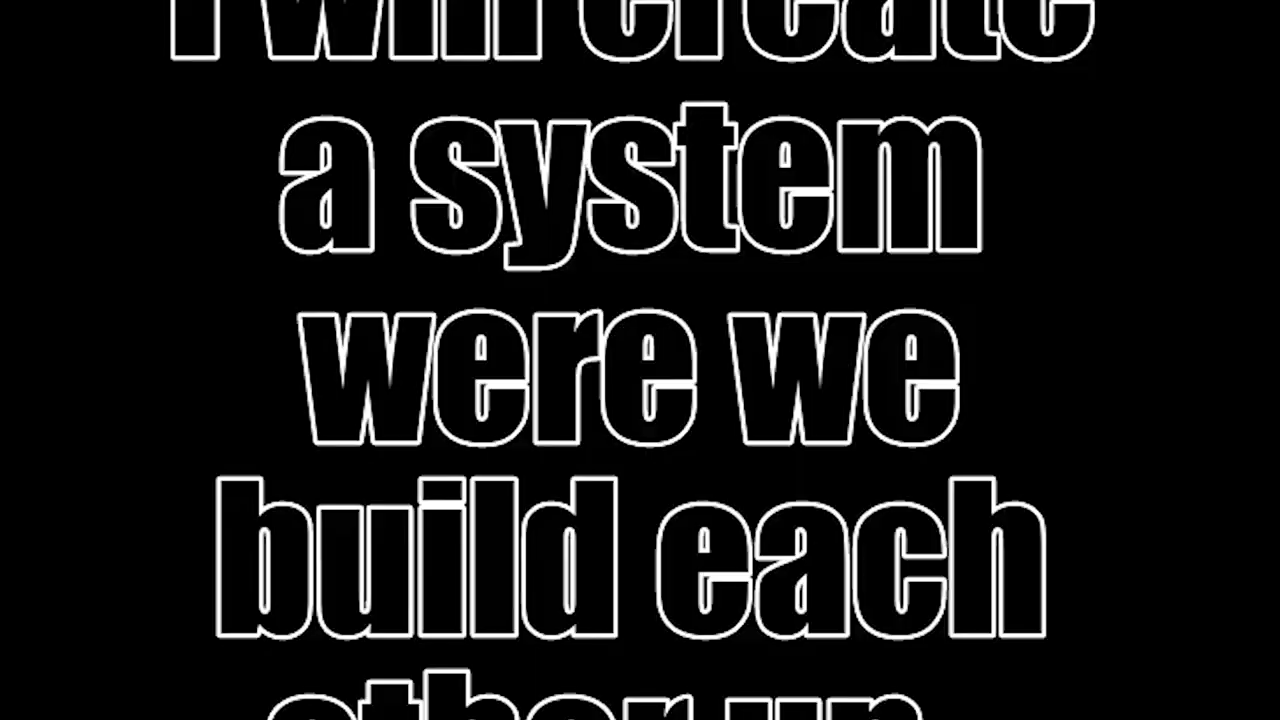 I will create
a system
were we
build each
other up